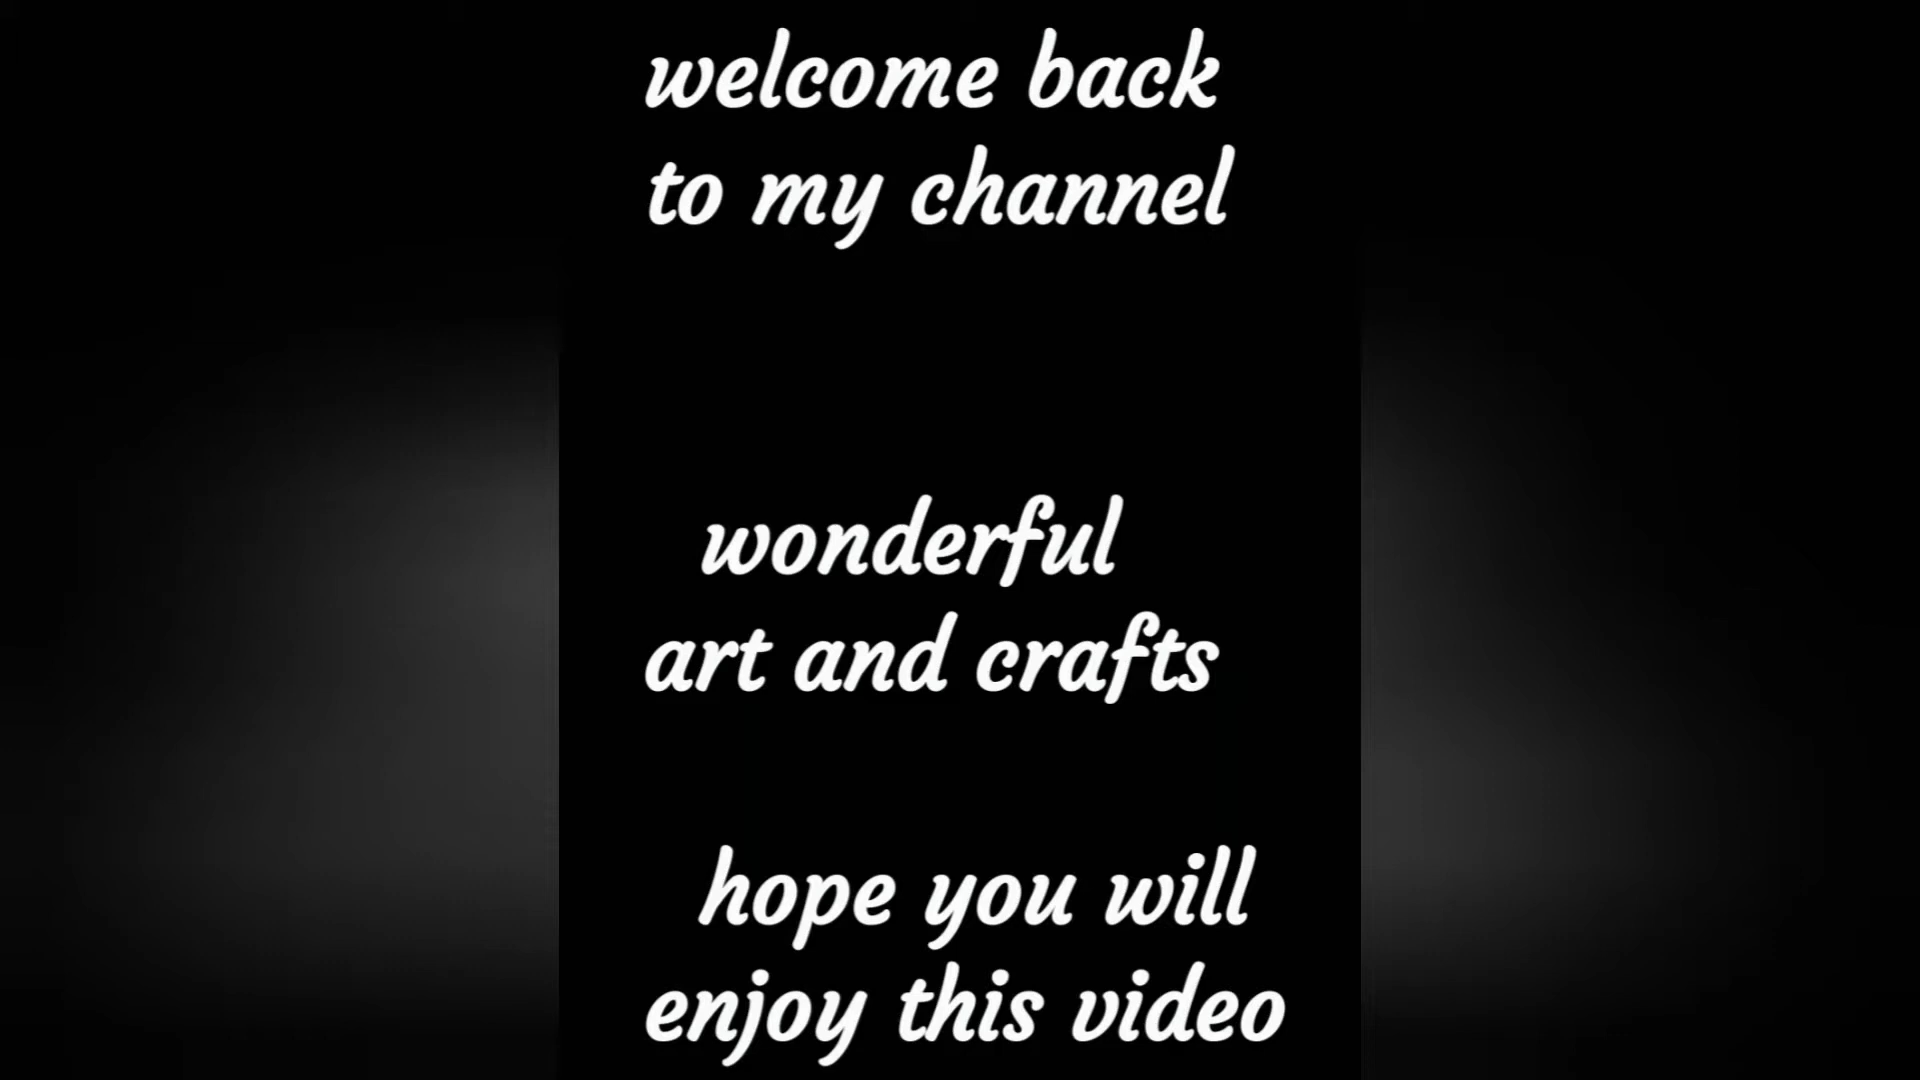 welcome back
to my channel
wonderful
art and crafts
hope you will
enjoy this video